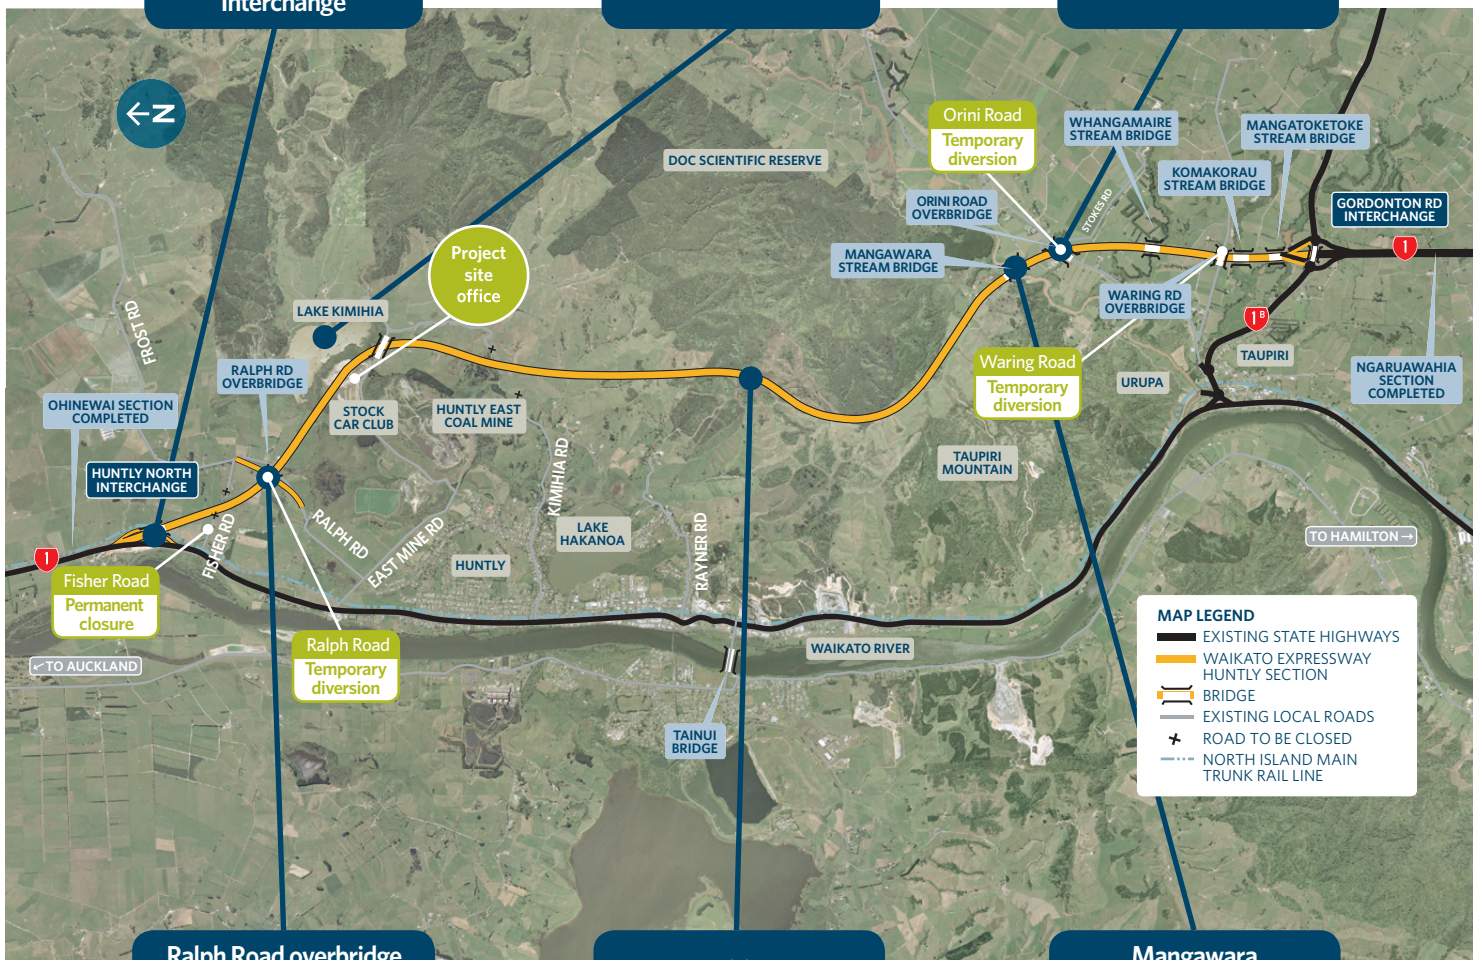 Interchange
N
Orini Road
Temporary
diversion
WHANGAMAIRE
STREAM BRIDGE
MANGATOKETOKE
STREAM BRIDGE
DOC SCIENTIFIC RESERVE
KOMAKORAU
STREAM BRIDGE
STOKES RD
ORINI ROAD
OVERBRIDGE
GORDONTON RD
INTERCHANGE
1
Project
site
office
MANGAWARA
STREAM BRIDGE
LAKE KIMIHIA
WARING RD
OVERBRIDGE
1B
FROST RD
RALPH RD
OVERBRIDGE
Waring Road
Temporary
diversion
TAUPIRI
URUPA
NGARUAWAHIA
SECTION
COMPLETED
OHINEWAI SECTION
COMPLETED
STOCK
CAR CLUB
HUNTLY EAST
COAL MINE
HUNTLY NORTH
INTERCHANGE
KIMIHIA RD
TAUPIRI
MOUNTAIN
RALPH RD
EAST MINE RD
LAKE
HAKANOA
RAYNER RD
TO HAMILTON →
1
FISHER RD
HUNTLY
Fisher Road
Permanent
closure
Ralph Road
Temporary
diversion
WAIKATO RIVER
← TO AUCKLAND
TAINUI
BRIDGE
MAP LEGEND
EXISTING STATE HIGHWAYS
WAIKATO EXPRESSWAY
HUNTLY SECTION
BRIDGE
EXISTING LOCAL ROADS
ROAD TO BE CLOSED
NORTH ISLAND MAIN
TRUNK RAIL LINE
Ralph Road overbridge
Mangawara